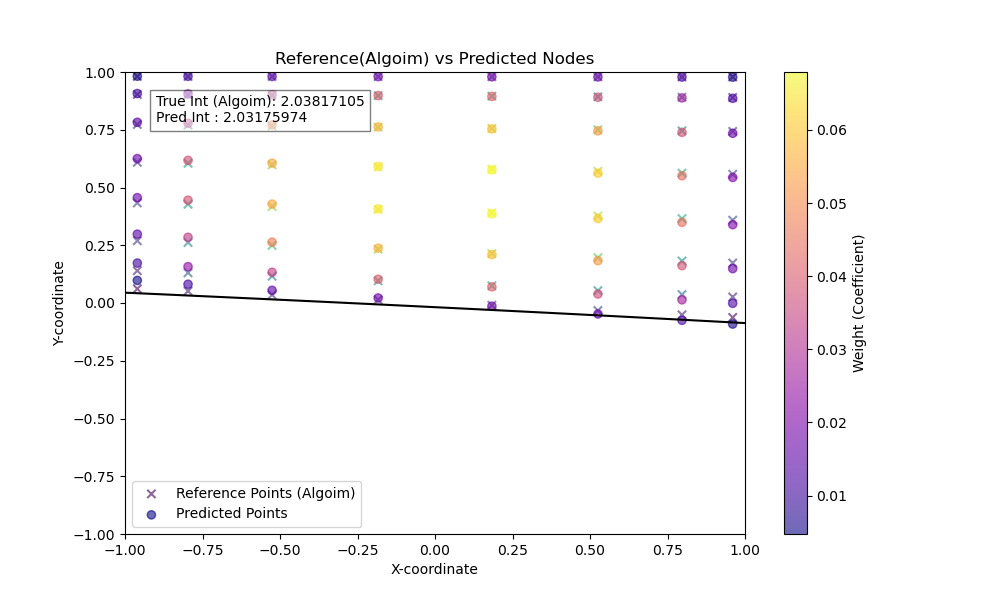 Reference(Algoim) vs Predicted Nodes
True Int (Algoim): 2.03817105
Pred Int : 2.03175974
1.00
0.75
0.50
0.25
0.00
−0.25
−0.50
−0.75
−1.00
Y-coordinate
Reference Points (Algoim)
Predicted Points
−1.00 −0.75 −0.50 −0.25 0.00 0.25 0.50 0.75 1.00
X-coordinate
0.06
0.05
0.04
0.03
0.02
0.01
Weight (Coefficient)